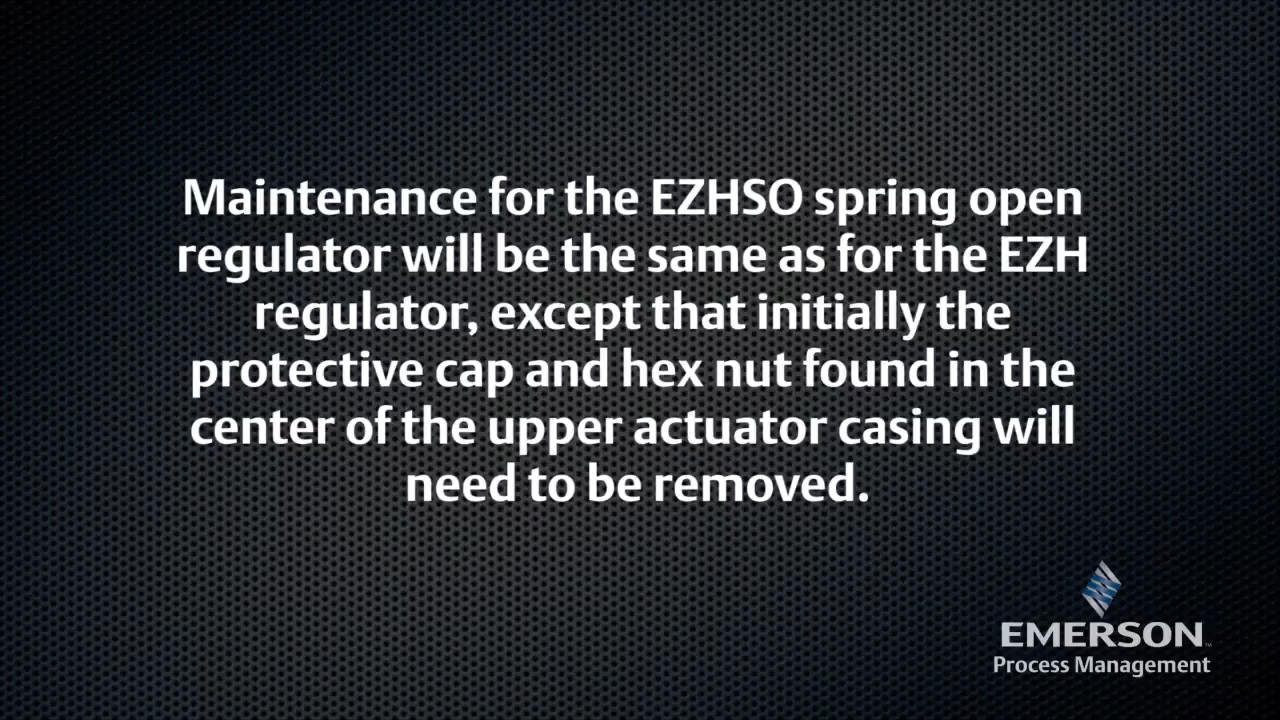 Maintenance for the EZHSO spring open
regulator will be the same as for the EZH
regulator, except that initially the
protective cap and hex nut found in the
center of the upper actuator casing will
need to be removed.
EMERSON™
Process Management